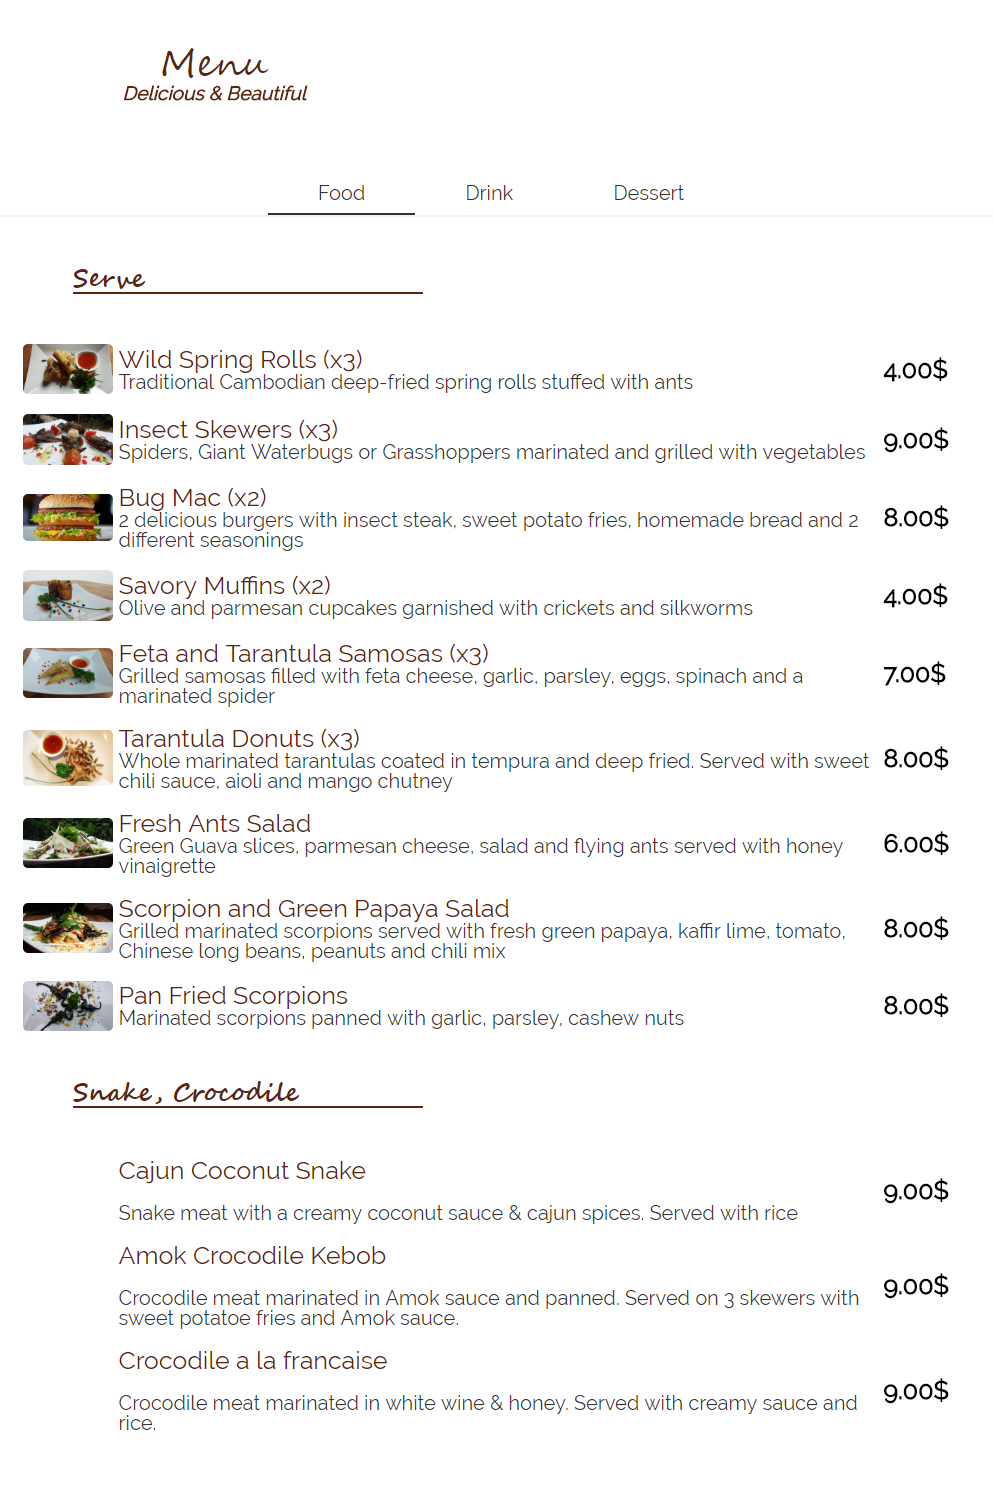 Menu
Delicious & Beautiful
Food Drink Dessert
Serve
Wild Spring Rolls (x3)
Traditional Cambodian deep-fried spring rolls stuffed with ants
4.00$
Insect Skewers (x3)
Spiders, Giant Waterbugs or Grasshoppers marinated and grilled with vegetables
9.00$
Bug Mac (x2)
2 delicious burgers with insect steak, sweet potato fries, homemade bread and 2
different seasonings
8.00$
Savory Muffins (x2)
Olive and parmesan cupcakes garnished with crickets and silkworms
4.00$
Feta and Tarantula Samosas (x3)
Grilled samosas filled with feta cheese, garlic, parsley, eggs, spinach and a
marinated spider
7.00$
Tarantula Donuts (x3)
Whole marinated tarantulas coated in tempura and deep fried. Served with sweet
chili sauce, aioli and mango chutney
8.00$
Fresh Ants Salad
Green Guava slices, parmesan cheese, salad and flying ants served with honey
vinaigrette
6.00$
Scorpion and Green Papaya Salad
Grilled marinated scorpions served with fresh green papaya, kaffir lime, tomato,
Chinese long beans, peanuts and chili mix
8.00$
Pan Fried Scorpions
Marinated scorpions panned with garlic, parsley, cashew nuts
8.00$
Snake, Crocodile
Cajun Coconut Snake
Snake meat with a creamy coconut sauce & cajun spices. Served with rice
9.00$
Amok Crocodile Kebob
Crocodile meat marinated in Amok sauce and panned. Served on 3 skewers with
sweet potatoe fries and Amok sauce.
9.00$
Crocodile a la francaise
Crocodile meat marinated in white wine & honey. Served with creamy sauce and
rice.
9.00$